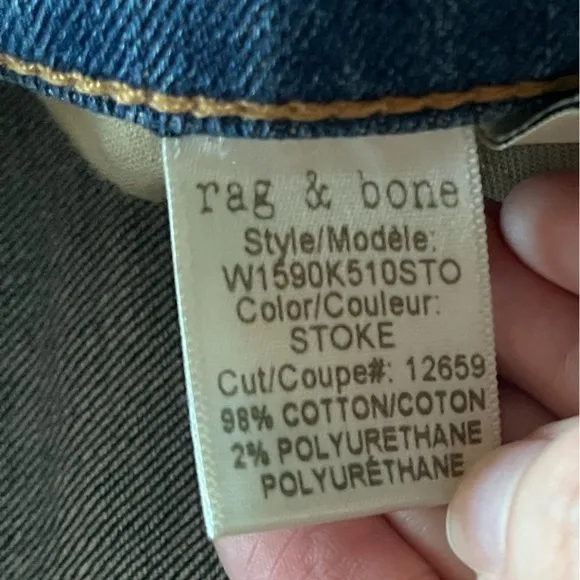 rag & bone
Style/Modèle:
W1590K510STO
Color/Couleur:
STOKE
Cut/Coupe#: 12659
98% COTTON/COTON
2% POLYURETHANE
POLYURÉTHANE